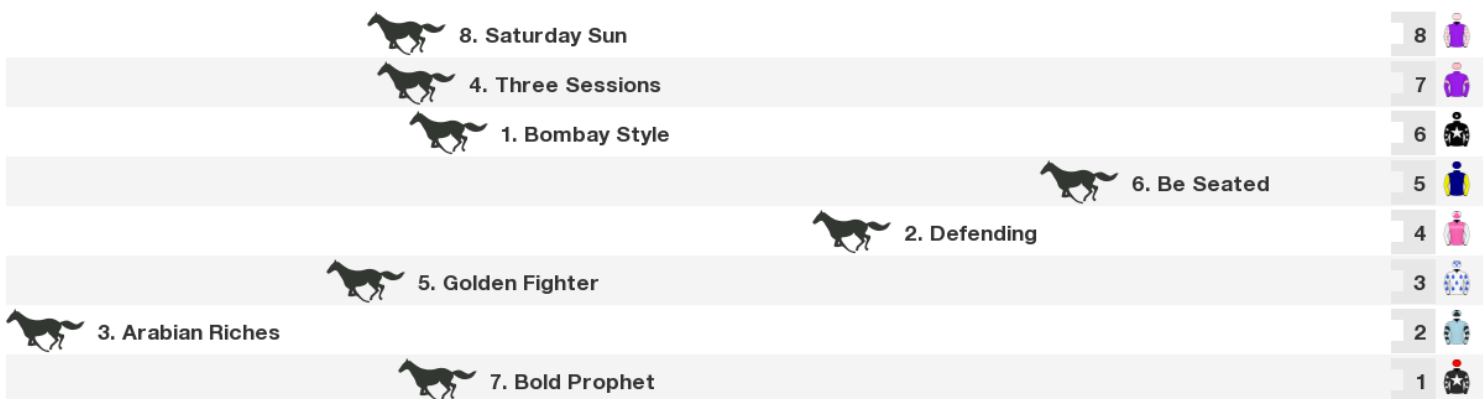 8. Saturday Sun 8
4. Three Sessions 7
1. Bombay Style 6
6. Be Seated 5
2. Defending 4
5. Golden Fighter 3
3. Arabian Riches 2
7. Bold Prophet 1